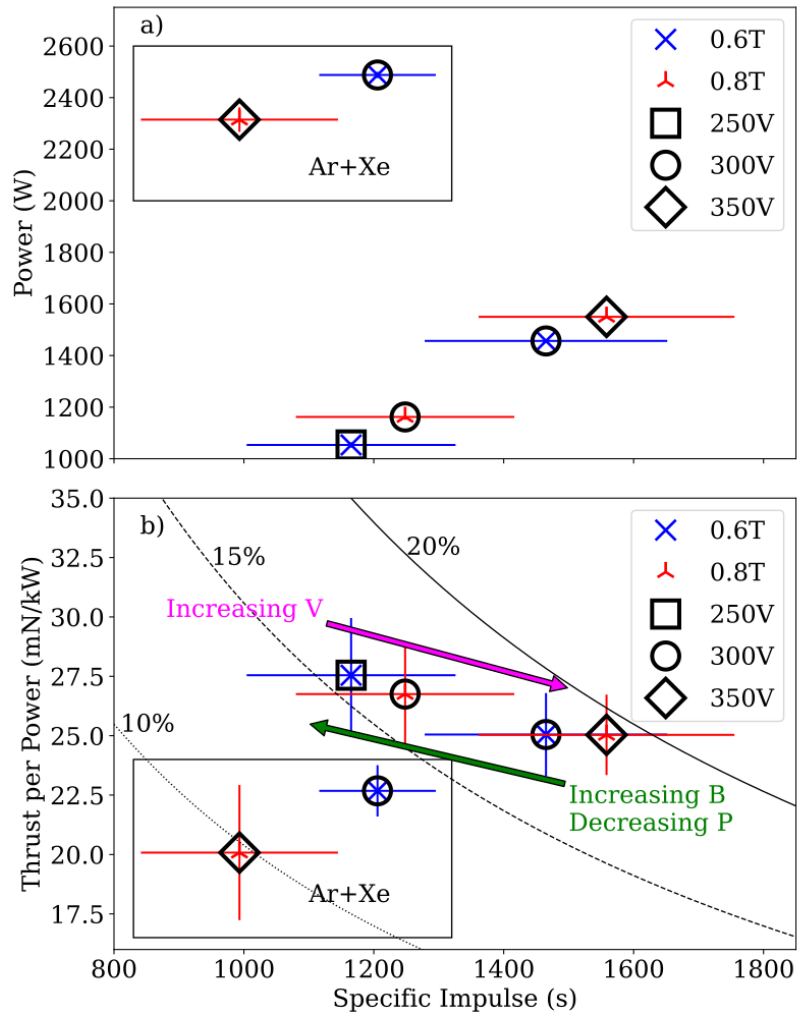 a)
2600
2400
2200
2000
1800
1600
1400
1200
1000
Power (W)
Ar+Xe
0.6T
0.8T
250V
300V
350V
b)
35.0
32.5
30.0
27.5
25.0
22.5
20.0
17.5
Thrust per Power (mN/kW)
15%
20%
10%
Increasing V
Increasing B
Decreasing P
Ar+Xe
0.6T
0.8T
250V
300V
350V
800
1000
1200
1400
1600
1800
Specific Impulse (s)